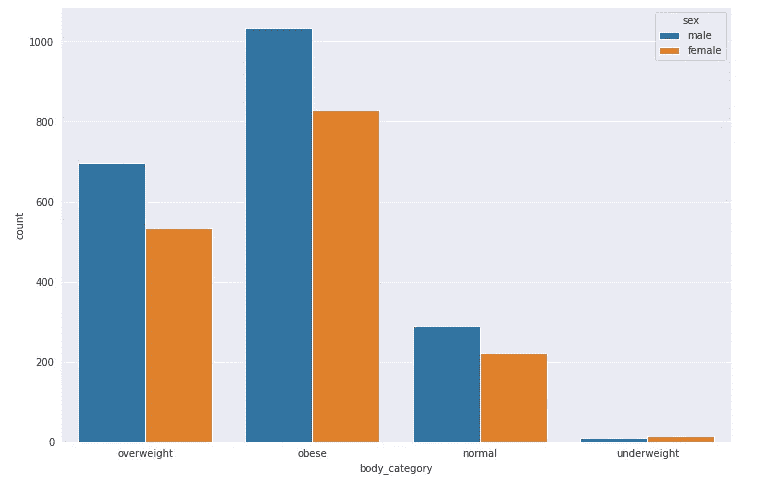 sex
male
female
1000
800
600
400
200
0
count
overweight
obese
normal
underweight
body_category